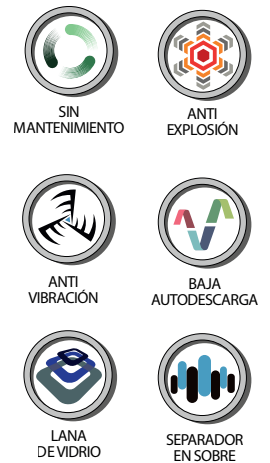 SIN
MANTENIMIENTO
ANTI
EXPLOSIÓN
ANTI
VIBRACIÓN
BAJA
AUTODESCARGA
LANA
DE VIDRIO
SEPARADOR
EN SOBRE